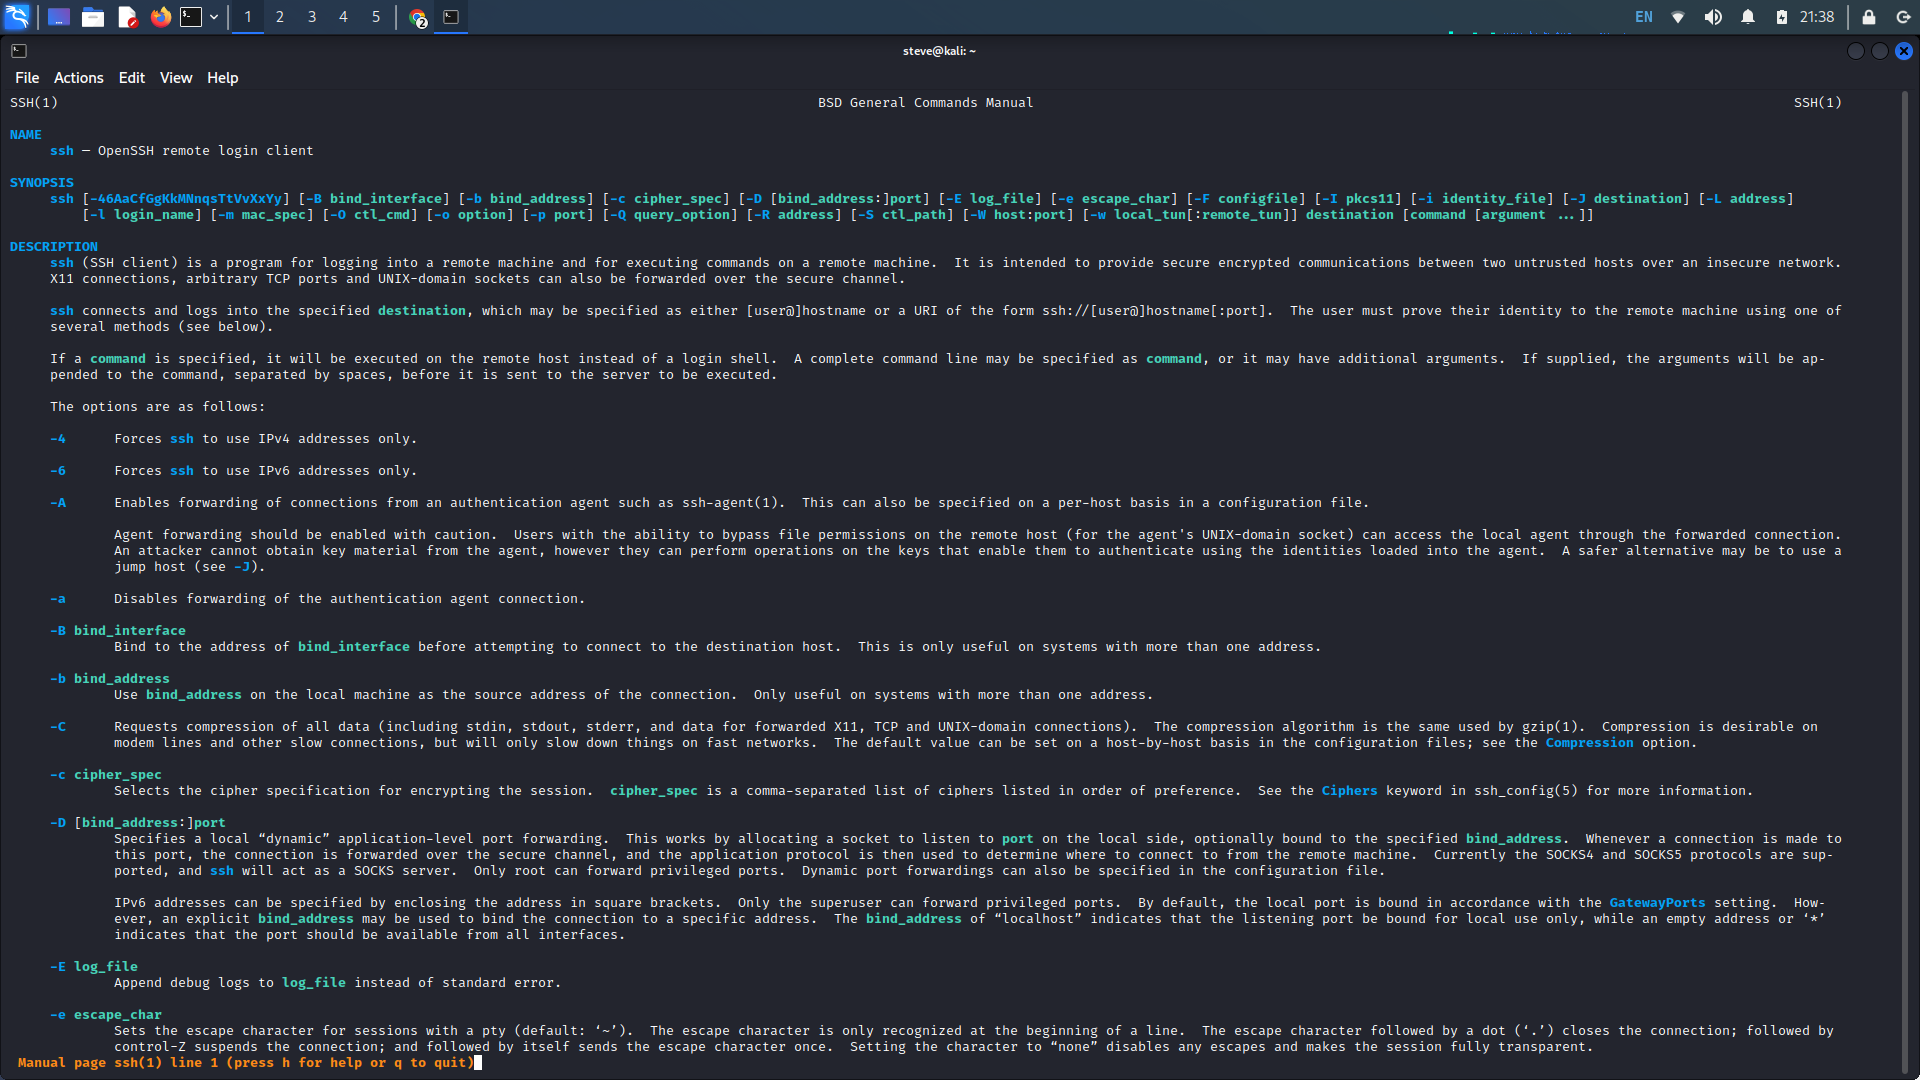 1 2 3 4 5 2 EN 21:38
steve@kali: ~
File Actions Edit View Help
SSH(1) BSD General Commands Manual SSH(1)
NAME
ssh — OpenSSH remote login client
SYNOPSIS
ssh [-46AaCfGgKkMNnqsTtVvXxYy] [-B bind_interface] [-b bind_address] [-c cipher_spec] [-D [bind_address:]port] [-E log_file] [-e escape_char] [-F configfile] [-I pkcs11] [-i identity_file] [-J destination] [-L address]
[-l login_name] [-m mac_spec] [-O ctl_cmd] [-o option] [-p port] [-Q query_option] [-R address] [-S ctl_path] [-W host:port] [-w local_tun[:remote_tun]] destination [command [argument ...]]
DESCRIPTION
ssh (SSH client) is a program for logging into a remote machine and for executing commands on a remote machine. It is intended to provide secure encrypted communications between two untrusted hosts over an insecure network.
X11 connections, arbitrary TCP ports and UNIX-domain sockets can also be forwarded over the secure channel.
ssh connects and logs into the specified destination, which may be specified as either [user@]hostname or a URI of the form ssh://[user@]hostname[:port]. The user must prove their identity to the remote machine using one of
several methods (see below).
If a command is specified, it will be executed on the remote host instead of a login shell. A complete command line may be specified as command, or it may have additional arguments. If supplied, the arguments will be ap-
pended to the command, separated by spaces, before it is sent to the server to be executed.
The options are as follows:
-4 Forces ssh to use IPv4 addresses only.
-6 Forces ssh to use IPv6 addresses only.
-A Enables forwarding of connections from an authentication agent such as ssh-agent(1). This can also be specified on a per-host basis in a configuration file.
Agent forwarding should be enabled with caution. Users with the ability to bypass file permissions on the remote host (for the agent's UNIX-domain socket) can access the local agent through the forwarded connection.
An attacker cannot obtain key material from the agent, however they can perform operations on the keys that enable them to authenticate using the identities loaded into the agent. A safer alternative may be to use a
jump host (see -J).
-a Disables forwarding of the authentication agent connection.
-B bind_interface
Bind to the address of bind_interface before attempting to connect to the destination host. This is only useful on systems with more than one address.
-b bind_address
Use bind_address on the local machine as the source address of the connection. Only useful on systems with more than one address.
-C Requests compression of all data (including stdin, stdout, stderr, and data for forwarded X11, TCP and UNIX-domain connections). The compression algorithm is the same used by gzip(1). Compression is desirable on
modem lines and other slow connections, but will only slow down things on fast networks. The default value can be set on a host-by-host basis in the configuration files; see the Compression option.
-c cipher_spec
Selects the cipher specification for encrypting the session. cipher_spec is a comma-separated list of ciphers listed in order of preference. See the Ciphers keyword in ssh_config(5) for more information.
-D [bind_address:]port
Specifies a local “dynamic” application-level port forwarding. This works by allocating a socket to listen to port on the local side, optionally bound to the specified bind_address. Whenever a connection is made to
this port, the connection is forwarded over the secure channel, and the application protocol is then used to determine where to connect to from the remote machine. Currently the SOCKS4 and SOCKS5 protocols are sup-
ported, and ssh will act as a SOCKS server. Only root can forward privileged ports. Dynamic port forwardings can also be specified in the configuration file.
IPv6 addresses can be specified by enclosing the address in square brackets. Only the superuser can forward privileged ports. By default, the local port is bound in accordance with the GatewayPorts setting. How-
ever, an explicit bind_address may be used to bind the connection to a specific address. The bind_address of “localhost” indicates that the listening port be bound for local use only, while an empty address or ‘*’
indicates that the port should be available from all interfaces.
-E log_file
Append debug logs to log_file instead of standard error.
-e escape_char
Sets the escape character for sessions with a pty (default: ‘~’). The escape character is only recognized at the beginning of a line. The escape character followed by a dot (‘.’) closes the connection; followed by
control-Z suspends the connection; and followed by itself sends the escape character once. Setting the character to “none” disables any escapes and makes the session fully transparent.
Manual page ssh(1) line 1 (press h for help or q to quit)